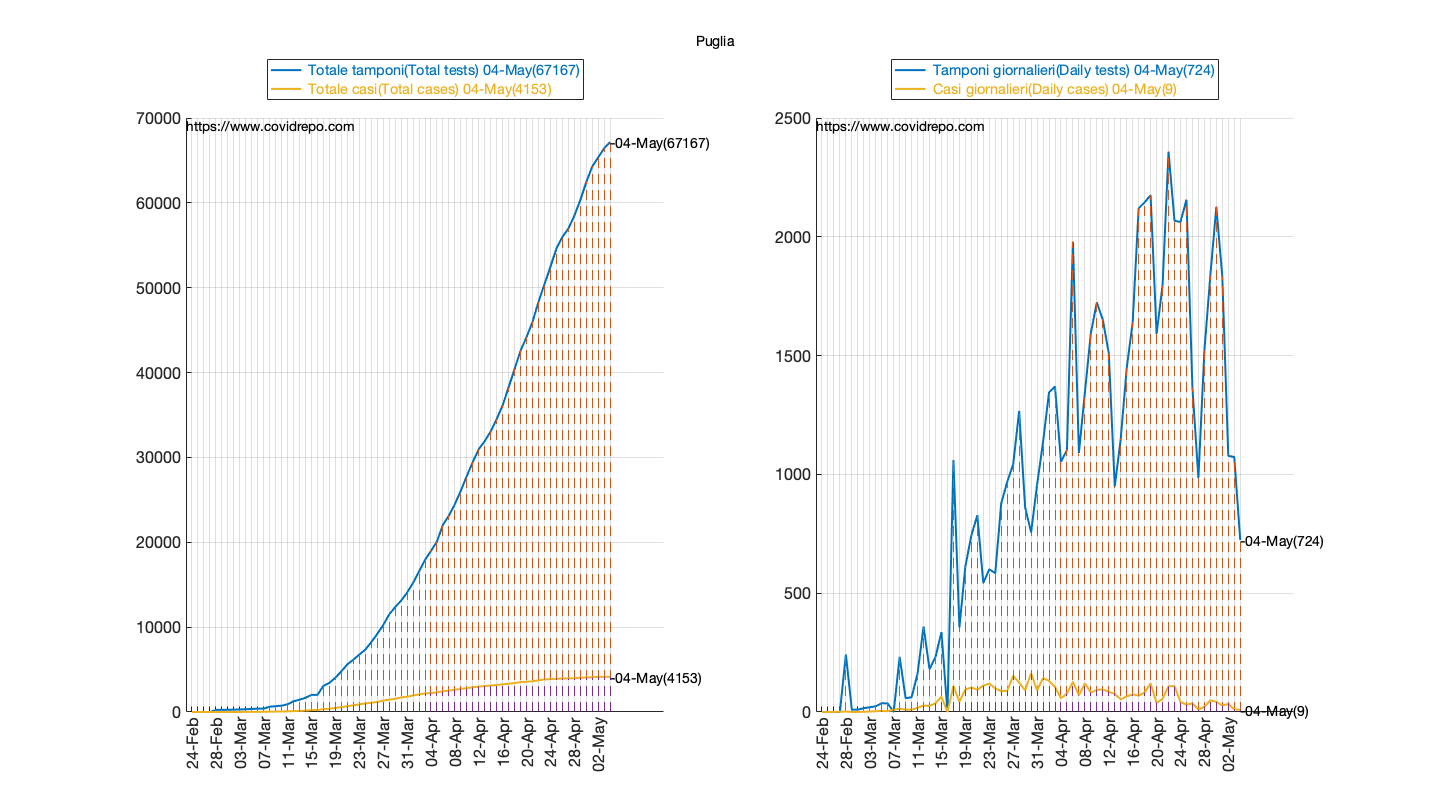 Puglia
Totale tamponi(Total tests) 04-May(67167)
Totale casi(Total cases) 04-May(4153)
https://www.covidrepo.com
70000
60000
50000
40000
30000
20000
10000
0
04-May(67167)
04-May(4153)
24-Feb
28-Feb
03-Mar
07-Mar
11-Mar
15-Mar
19-Mar
23-Mar
27-Mar
31-Mar
04-Apr
08-Apr
12-Apr
16-Apr
20-Apr
24-Apr
28-Apr
02-May
Tamponi giornalieri(Daily tests) 04-May(724)
Casi giornalieri(Daily cases) 04-May(9)
https://www.covidrepo.com
2500
2000
1500
1000
500
0
04-May(724)
04-May(9)
24-Feb
28-Feb
03-Mar
07-Mar
11-Mar
15-Mar
19-Mar
23-Mar
27-Mar
31-Mar
04-Apr
08-Apr
12-Apr
16-Apr
20-Apr
24-Apr
28-Apr
02-May